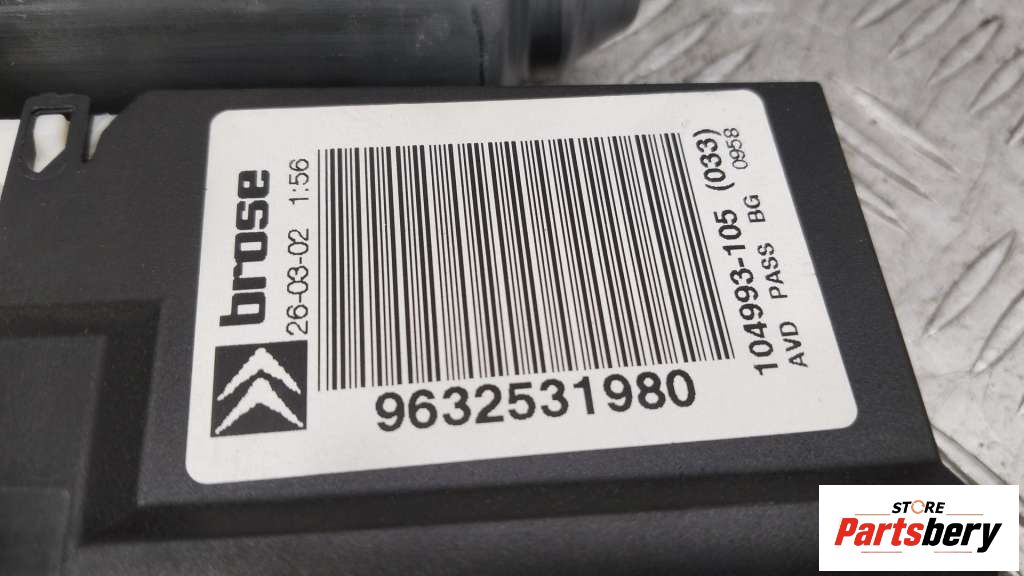 brose
26-03-02 1:56
9632531980
104993-105 (033)
AVD PASS BG 0958
STORE
Partsbery